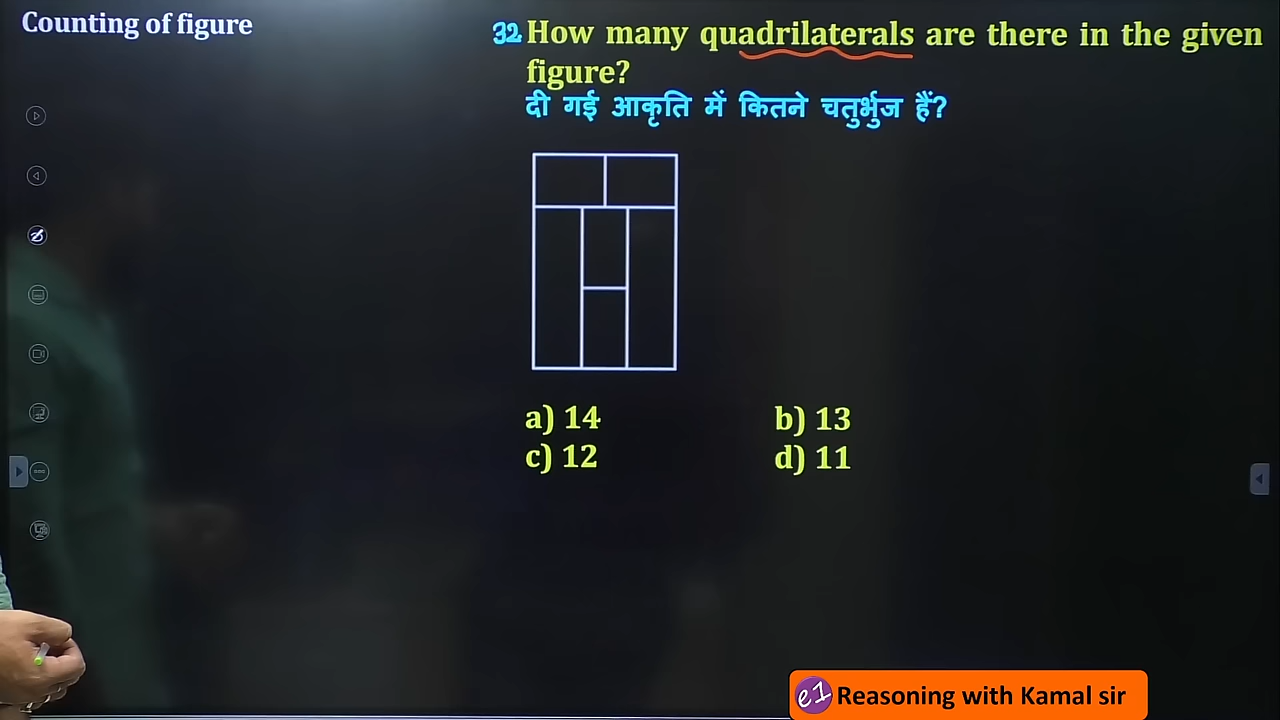 Counting of figure
32 How many quadrilaterals are there in the given
figure?
दी गई आकृति में कितने चतुर्भुज हैं?
a) 14
b) 13
c) 12
d) 11
e1 Reasoning with Kamal sir